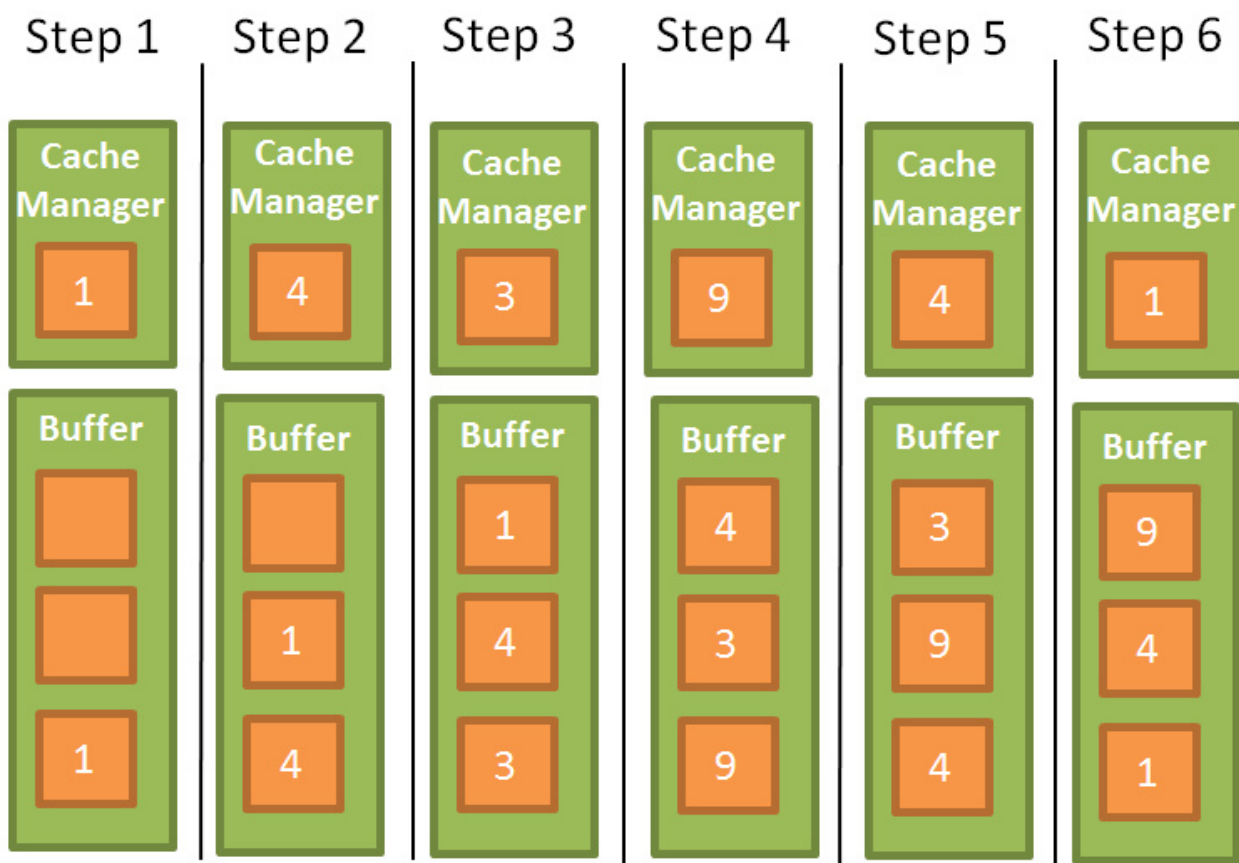 Step 1
Step 2
Step 3
Step 4
Step 5
Step 6
Cache
Manager
1
Cache
Manager
4
Cache
Manager
3
Cache
Manager
9
Cache
Manager
4
Cache
Manager
1
Buffer
1
Buffer
1
4
Buffer
1
4
3
Buffer
4
3
9
Buffer
3
9
4
Buffer
9
4
1